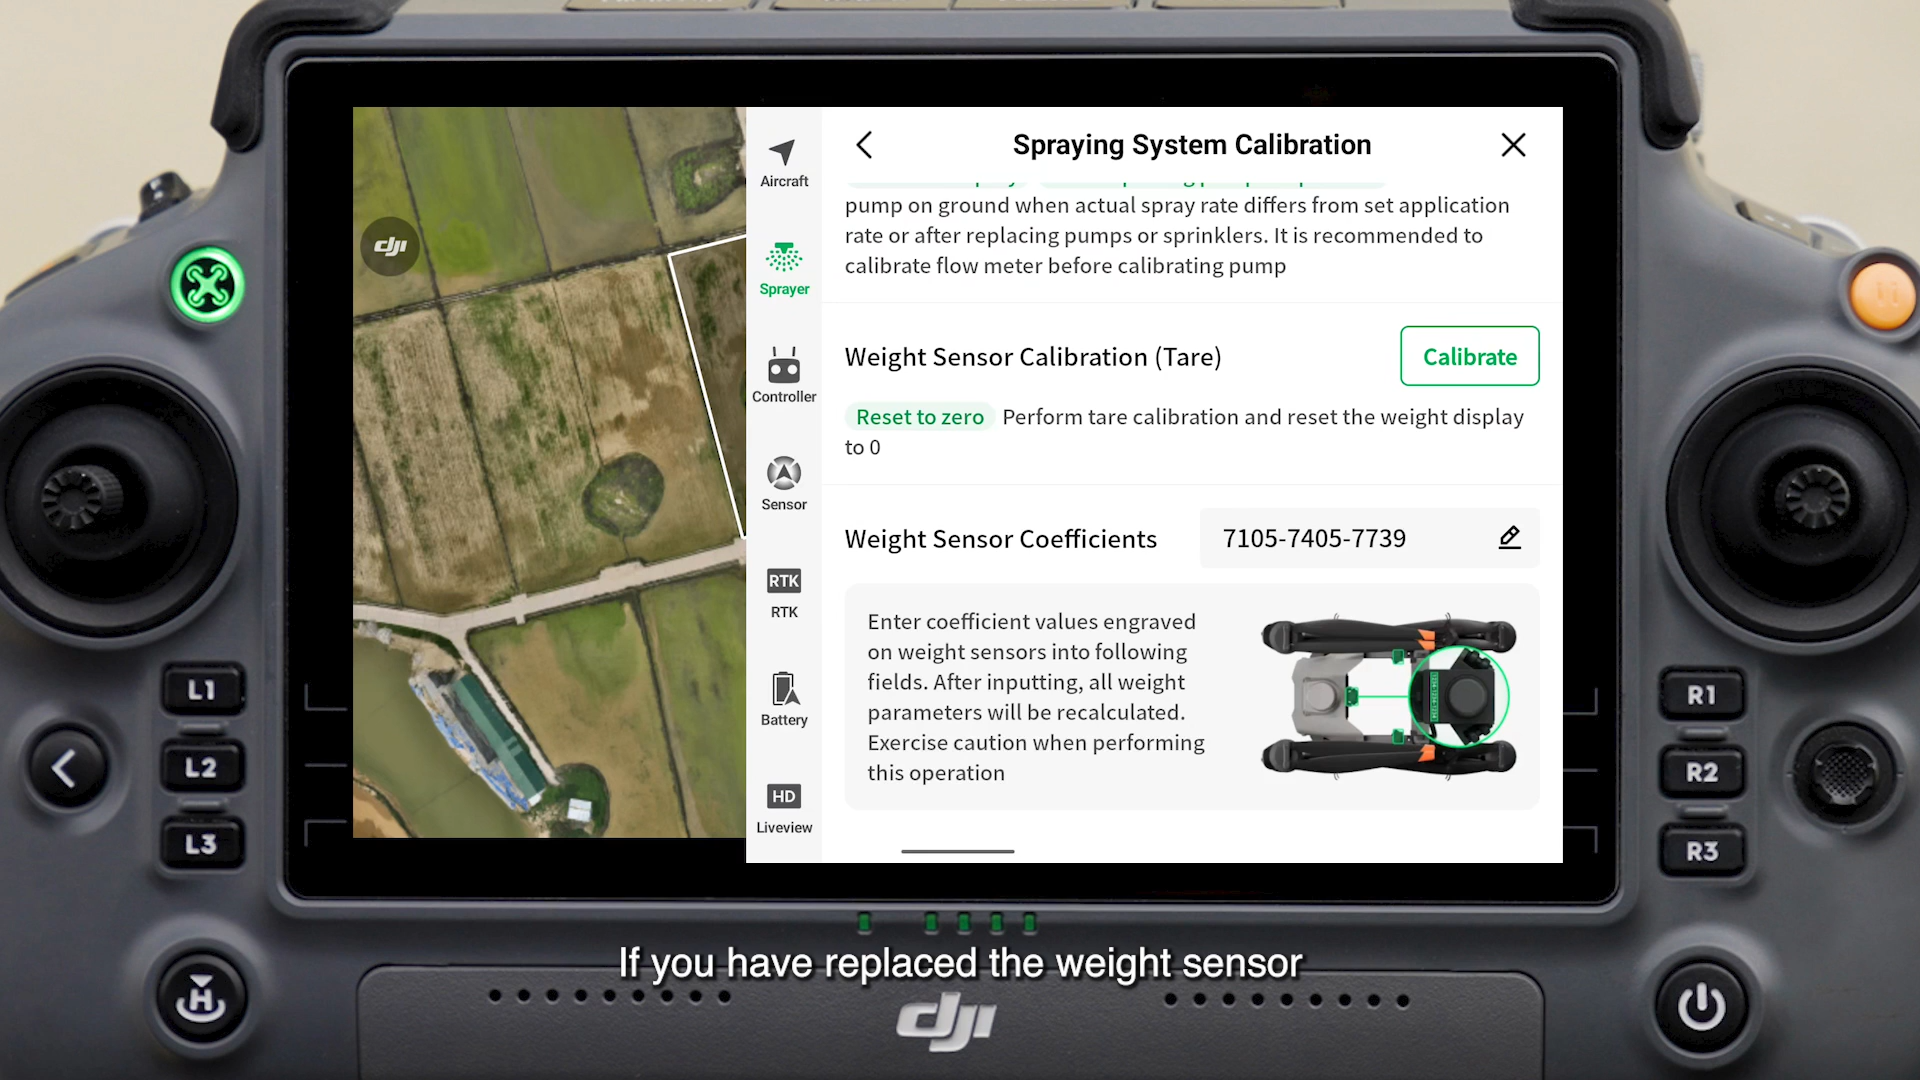 Spraying System Calibration
Aircraft
pump on ground when actual spray rate differs from set application
rate or after replacing pumps or sprinklers. It is recommended to
calibrate flow meter before calibrating pump
dji
Sprayer
Weight Sensor Calibration (Tare)
Calibrate
Controller
Reset to zero Perform tare calibration and reset the weight display
to 0
Sensor
Weight Sensor Coefficients
7105-7405-7739
RTK
RTK
Enter coefficient values engraved
on weight sensors into following
fields. After inputting, all weight
parameters will be recalculated.
Exercise caution when performing
this operation
Battery
HD
Liveview
L1
L2
L3
R1
R2
R3
H
If you have replaced the weight sensor
dji